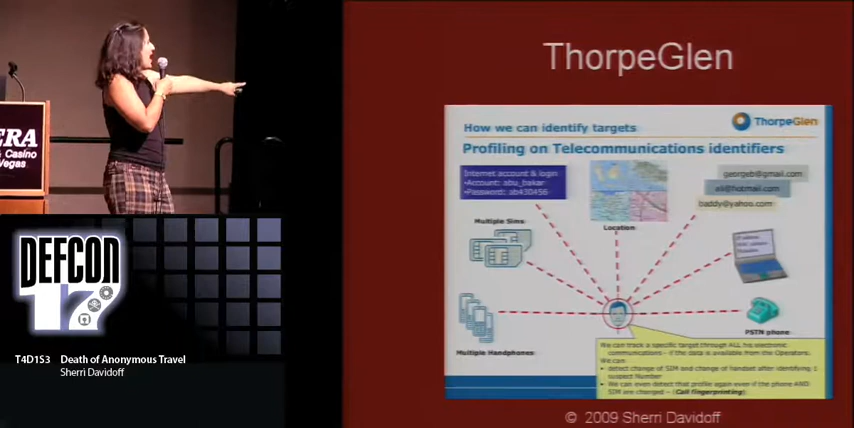 ThorpeGlen
ThorpeGlen
How we can identify targets
Profiling on Telecommunications identifiers
Internet account & login
•Account: abu_bakar
•Password: ab430456
georgeb@gmail.com
ali@hotmail.com
baddy@yahoo.com
Location
Multiple Sims
PSTN phone
Multiple Handphones
We can track a specific target through ALL his electronic
communications – if the data is available from the Operators.
We can
• detect change of SIM and change of handset after identifying 1
suspect Number
• We can even detect that profile again even if the phone AND
SIM are changed – (Call fingerprinting)
© 2009 Sherri Davidoff
ERA
& Casino
Vegas
DEFCON
17
T4D1S3 Death of Anonymous Travel
Sherri Davidoff